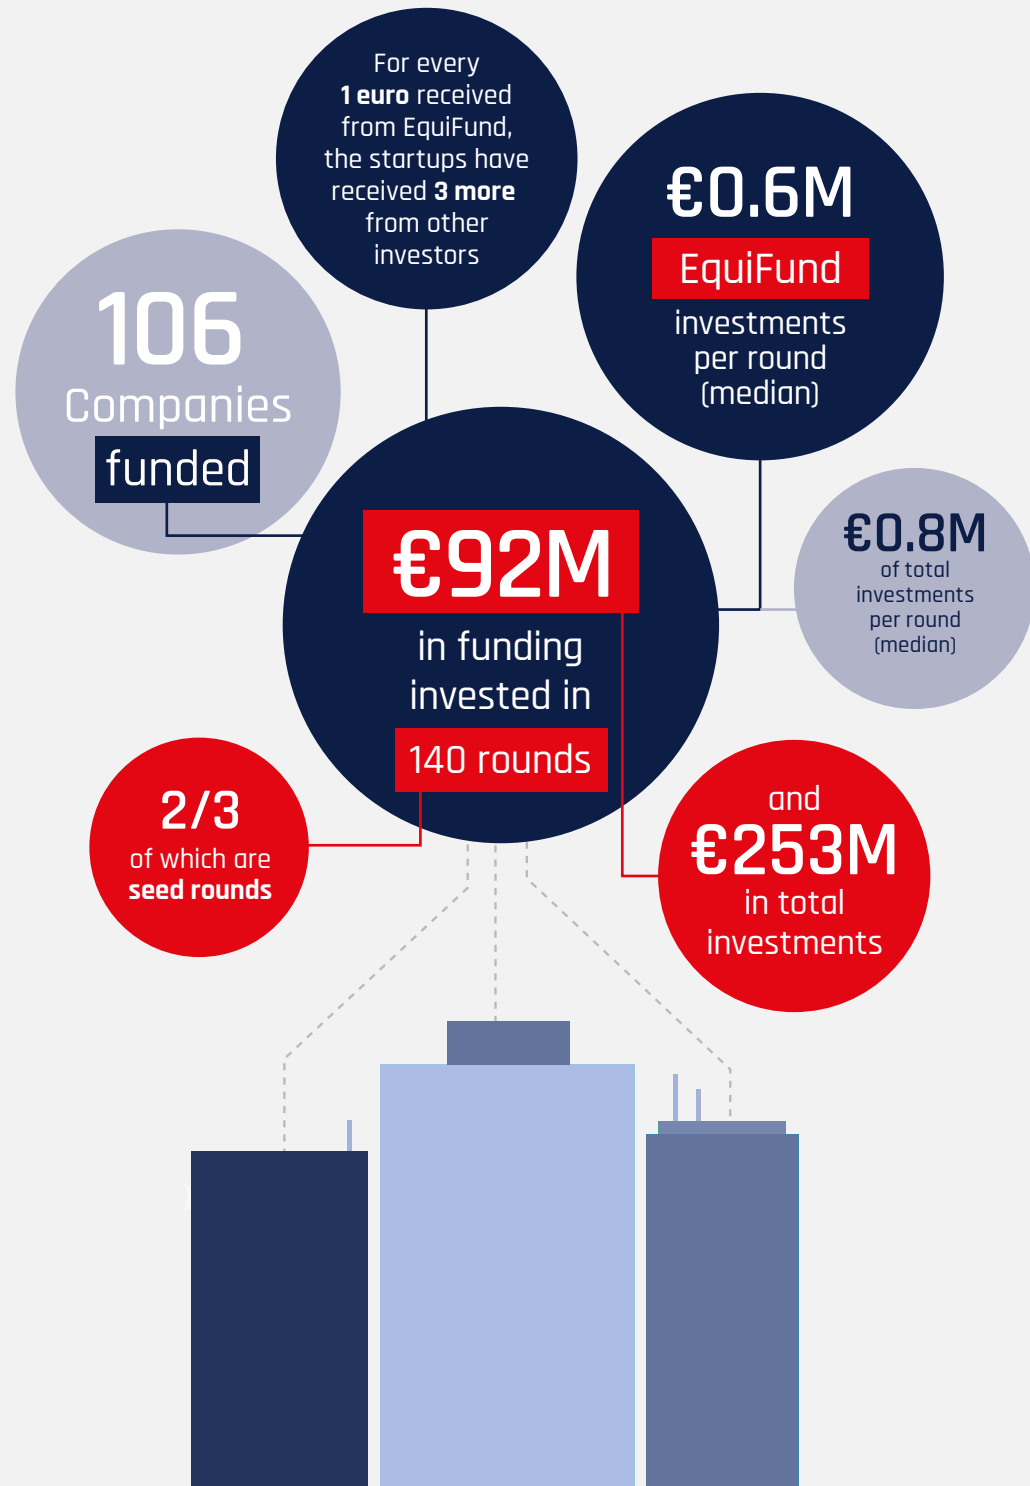 For every
1 euro received
from EquiFund,
the startups have
received 3 more
from other
investors
€0.6M
EquiFund
investments
per round
(median)
106
Companies
funded
€92M
in funding
invested in
140 rounds
€0.8M
of total
investments
per round
(median)
2/3
of which are
seed rounds
and
€253M
in total
investments